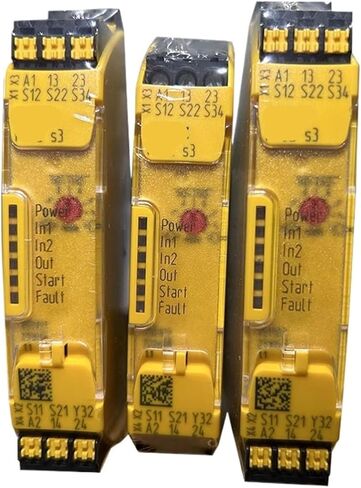 X1 X3 A1 13 23
S12 S22 S34
s3
Power
In1
In2
Out
Start
Fault
X4 X2 S11 S21 Y32
A2 14 24
X1 X3 A1 13 23
S12 S22 S34
s3
Power
In1
In2
Out
Start
Fault
X4 X2 S11 S21 Y32
A2 14 24
X1 X3 A1 13 23
S12 S22 S34
s3
Power
In1
In2
Out
Start
Fault
X4 X2 S11 S21 Y32
A2 14 24